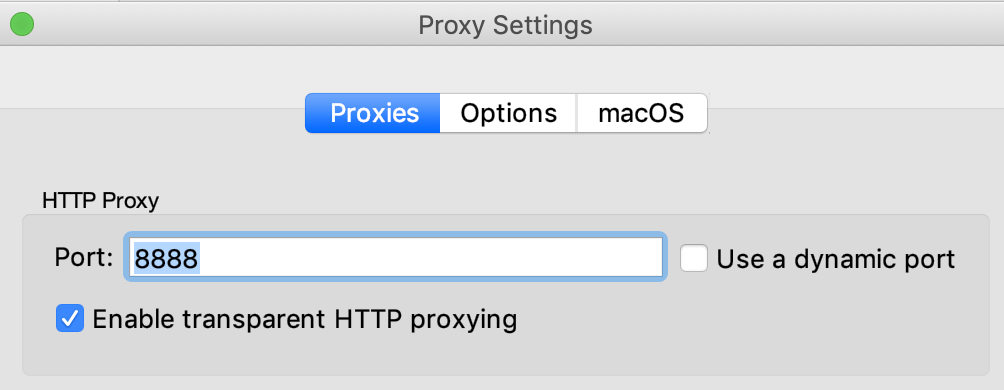 Proxy Settings
Proxies Options macOS
HTTP Proxy
Port: 8888 Use a dynamic port
Enable transparent HTTP proxying